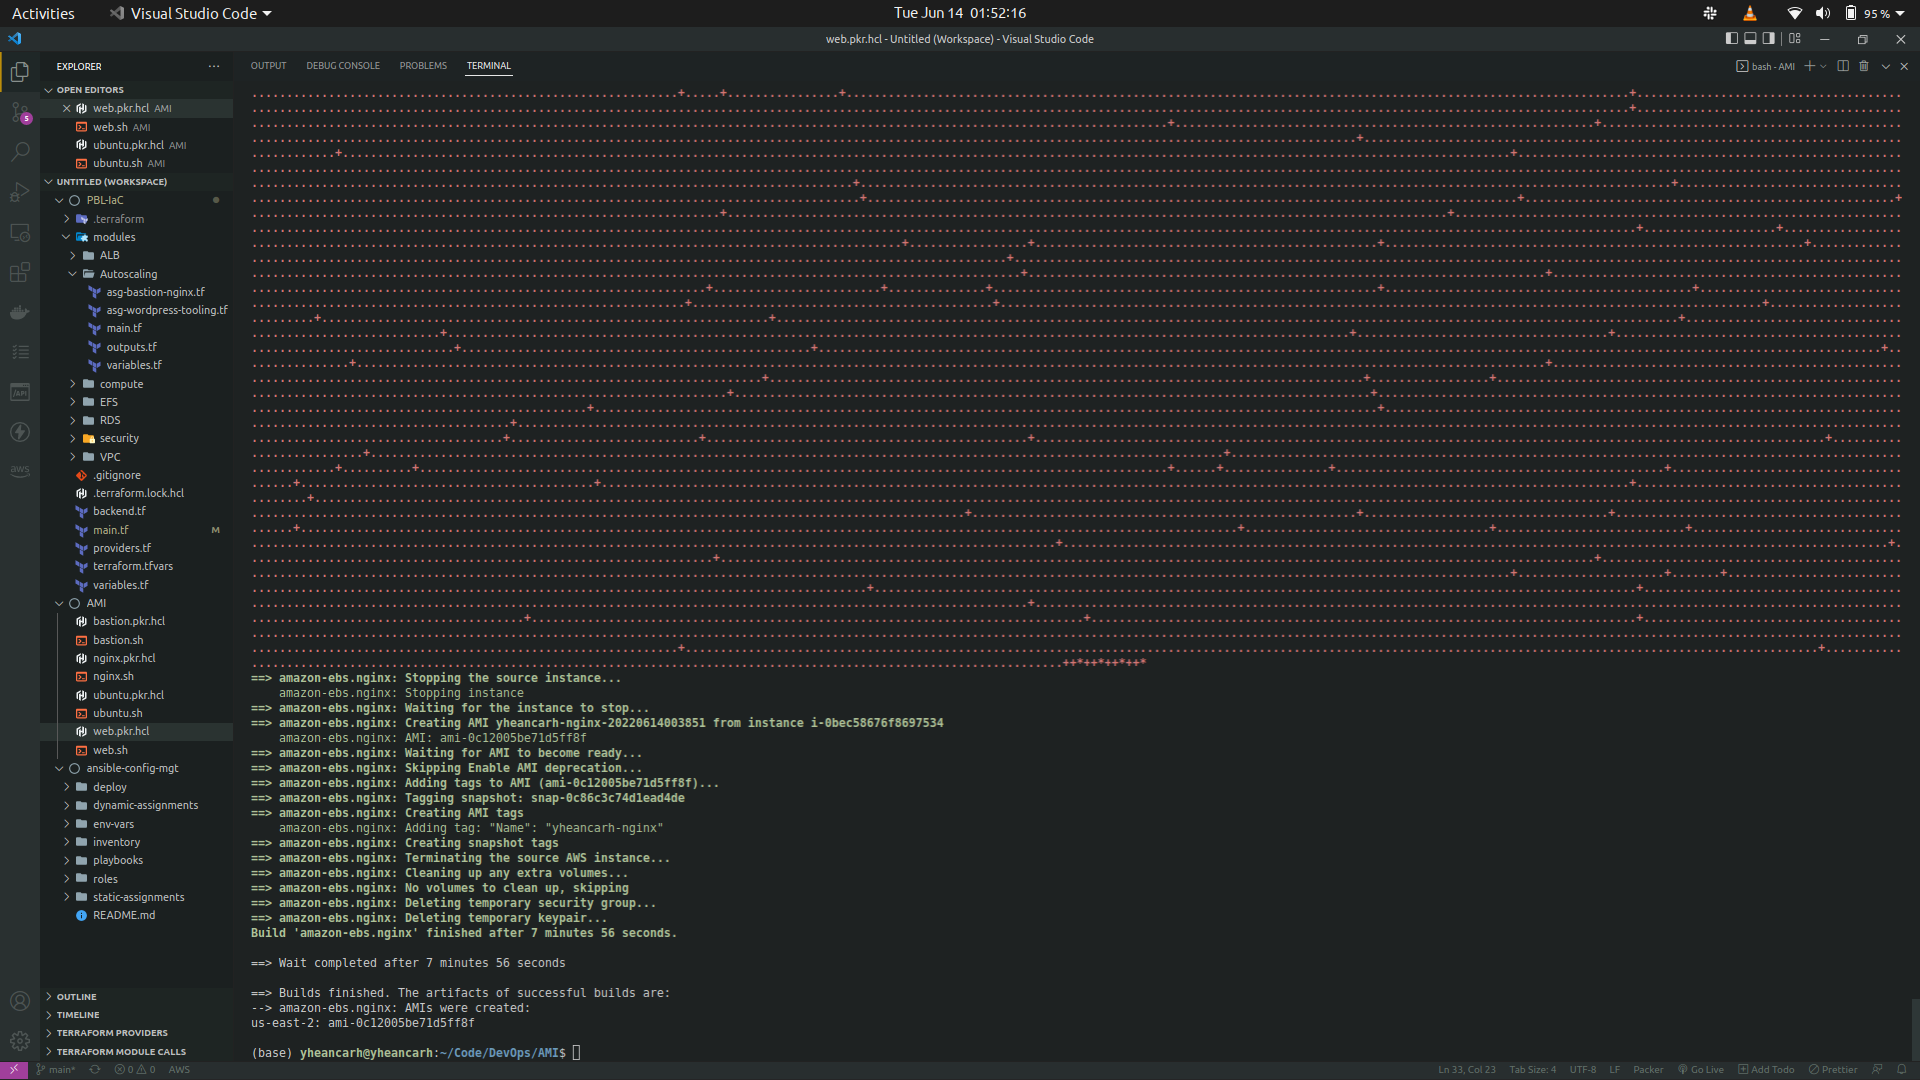 Activities
Visual Studio Code
Tue Jun 14 01:52:16
95 %
web.pkr.hcl - Untitled (Workspace) - Visual Studio Code
EXPLORER
OUTPUT
DEBUG CONSOLE
PROBLEMS
TERMINAL
bash - AMI
OPEN EDITORS
web.pkr.hcl AMI
web.sh AMI
ubuntu.pkr.hcl AMI
ubuntu.sh AMI
UNTITLED (WORKSPACE)
PBL-IaC
.terraform
modules
ALB
Autoscaling
asg-bastion-nginx.tf
asg-wordpress-tooling.tf
main.tf
outputs.tf
variables.tf
compute
EFS
RDS
security
VPC
.gitignore
.terraform.lock.hcl
backend.tf
main.tf M
providers.tf
terraform.tfvars
variables.tf
AMI
bastion.pkr.hcl
bastion.sh
nginx.pkr.hcl
nginx.sh
ubuntu.pkr.hcl
ubuntu.sh
web.pkr.hcl
web.sh
ansible-config-mgt
deploy
dynamic-assignments
env-vars
inventory
playbooks
roles
static-assignments
README.md
OUTLINE
TIMELINE
TERRAFORM PROVIDERS
TERRAFORM MODULE CALLS
5
/API
aws
++*++*++*++*
==> amazon-ebs.nginx: Stopping the source instance...
amazon-ebs.nginx: Stopping instance
==> amazon-ebs.nginx: Waiting for the instance to stop...
==> amazon-ebs.nginx: Creating AMI yheancarh-nginx-20220614003851 from instance i-0bec58676f8697534
amazon-ebs.nginx: AMI: ami-0c12005be71d5ff8f
==> amazon-ebs.nginx: Waiting for AMI to become ready...
==> amazon-ebs.nginx: Skipping Enable AMI deprecation...
==> amazon-ebs.nginx: Adding tags to AMI (ami-0c12005be71d5ff8f)...
==> amazon-ebs.nginx: Tagging snapshot: snap-0c86c3c74d1ead4de
==> amazon-ebs.nginx: Creating AMI tags
amazon-ebs.nginx: Adding tag: "Name": "yheancarh-nginx"
==> amazon-ebs.nginx: Creating snapshot tags
==> amazon-ebs.nginx: Terminating the source AWS instance...
==> amazon-ebs.nginx: Cleaning up any extra volumes...
==> amazon-ebs.nginx: No volumes to clean up, skipping
==> amazon-ebs.nginx: Deleting temporary security group...
==> amazon-ebs.nginx: Deleting temporary keypair...
Build 'amazon-ebs.nginx' finished after 7 minutes 56 seconds.
==> Wait completed after 7 minutes 56 seconds
==> Builds finished. The artifacts of successful builds are:
--> amazon-ebs.nginx: AMIs were created:
us-east-2: ami-0c12005be71d5ff8f
(base) yheancarh@yheancarh:~/Code/DevOps/AMI$
main*
0
0
AWS
Ln 33, Col 23
Tab Size: 4
UTF-8
LF
Packer
Go Live
Add Todo
Prettier